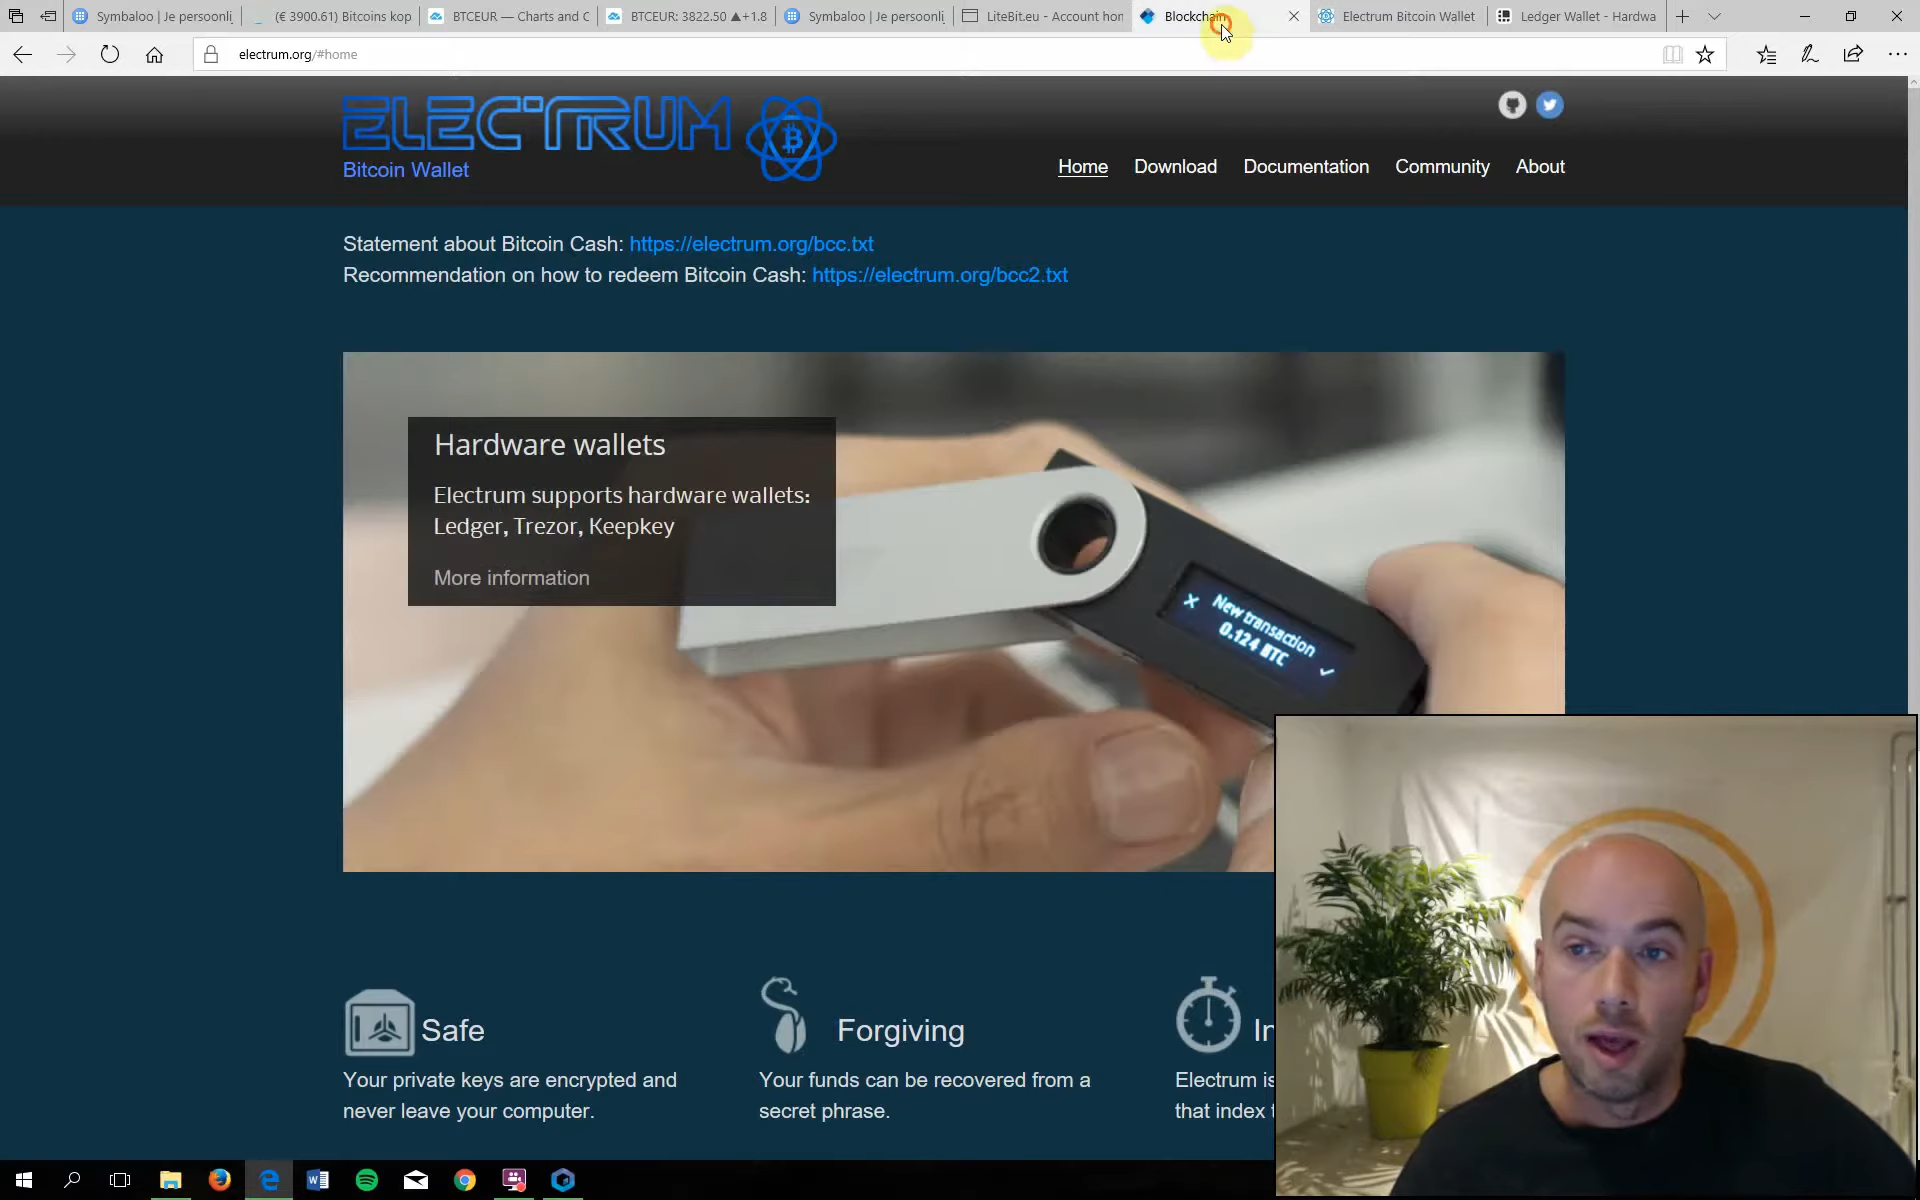 Symbaloo | Je persoonlij
(€ 3900.61) Bitcoins kop
BTCEUR — Charts and C
BTCEUR: 3822.50 ▲+1.8
Symbaloo | Je persoonlij
LiteBit.eu - Account hom
Blockchain
Electrum Bitcoin Wallet
Ledger Wallet - Hardwa
electrum.org/#home
ELECTRUM
Bitcoin Wallet
Home
Download
Documentation
Community
About
Statement about Bitcoin Cash: https://electrum.org/bcc.txt
Recommendation on how to redeem Bitcoin Cash: https://electrum.org/bcc2.txt
Hardware wallets
Electrum supports hardware wallets:
Ledger, Trezor, Keepkey
More information
New transaction
0.124 BTC
Safe
Forgiving
In
Your private keys are encrypted and
never leave your computer.
Your funds can be recovered from a
secret phrase.
Electrum is
that index t